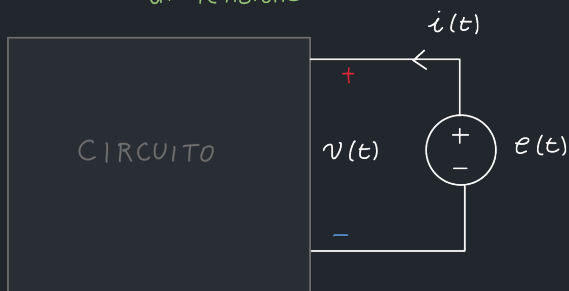 i(t)
+
CIRCUITO v(t) + e(t)
−
−